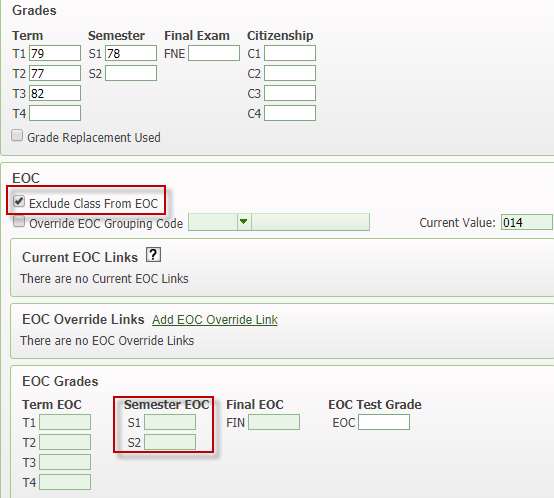 Grades
Term Semester Final Exam Citizenship
T1 79 S1 78 FNE C1
T2 77 S2 C2
T3 82 C3
T4 C4
Grade Replacement Used
EOC
Exclude Class From EOC
Override EOC Grouping Code Current Value: 014
Current EOC Links ?
There are no Current EOC Links
EOC Override Links Add EOC Override Link
There are no EOC Override Links
EOC Grades
Term EOC Semester EOC Final EOC EOC Test Grade
T1 S1 FIN EOC
T2 S2
T3
T4